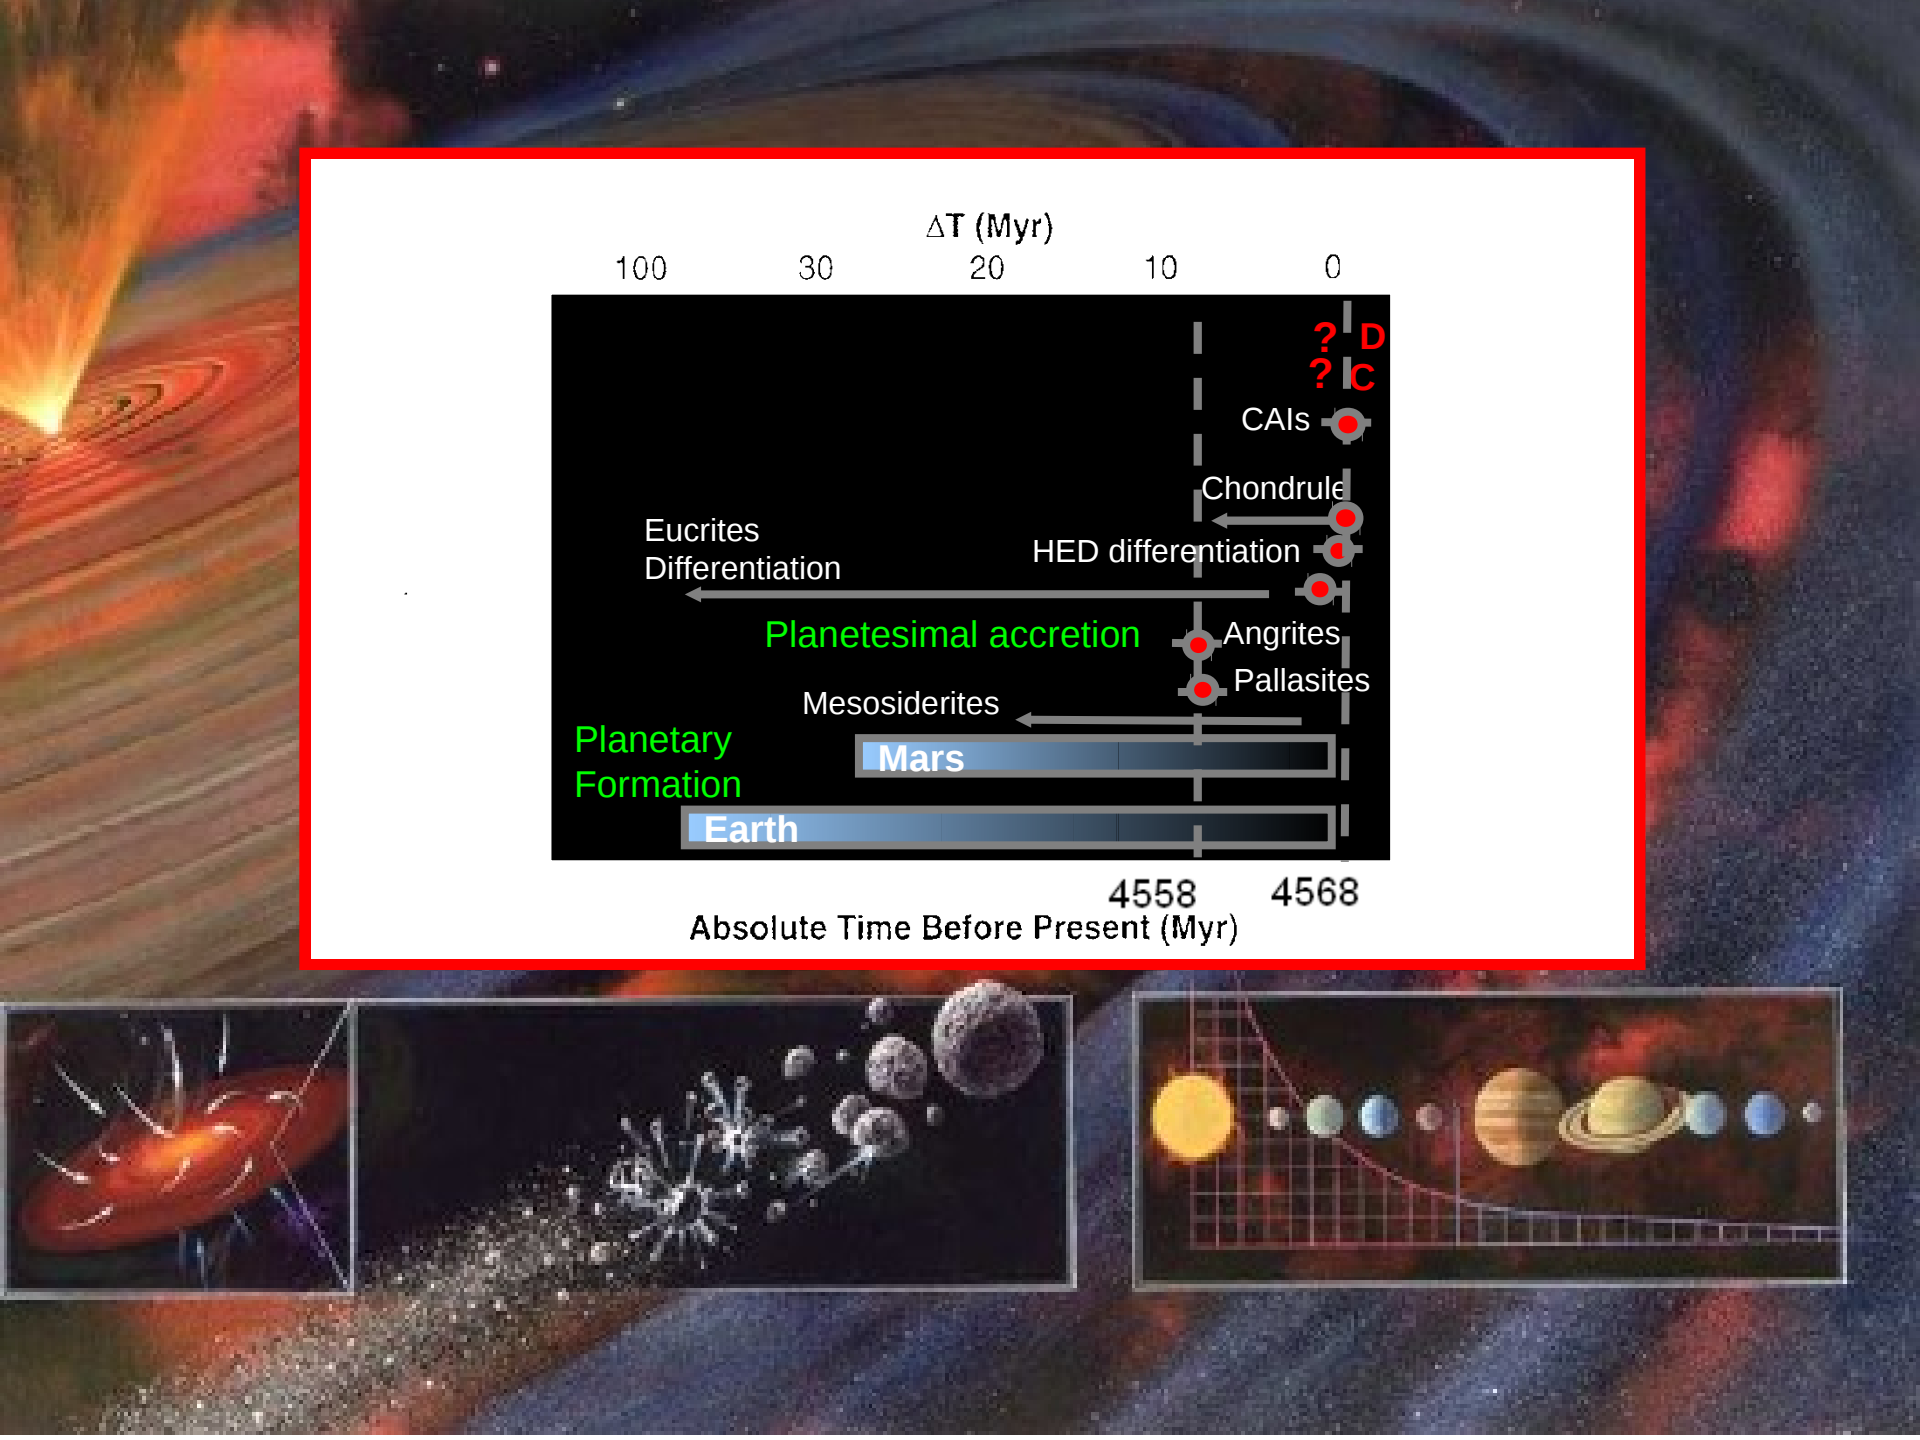 ΔT (Myr)
100 30 20 10 0
? D
? C
CAIs
Chondrule
Eucrites
Differentiation
HED differentiation
Planetesimal accretion
Angrites
Pallasites
Mesosiderites
Planetary
Formation
Mars
Earth
4558 4568
Absolute Time Before Present (Myr)